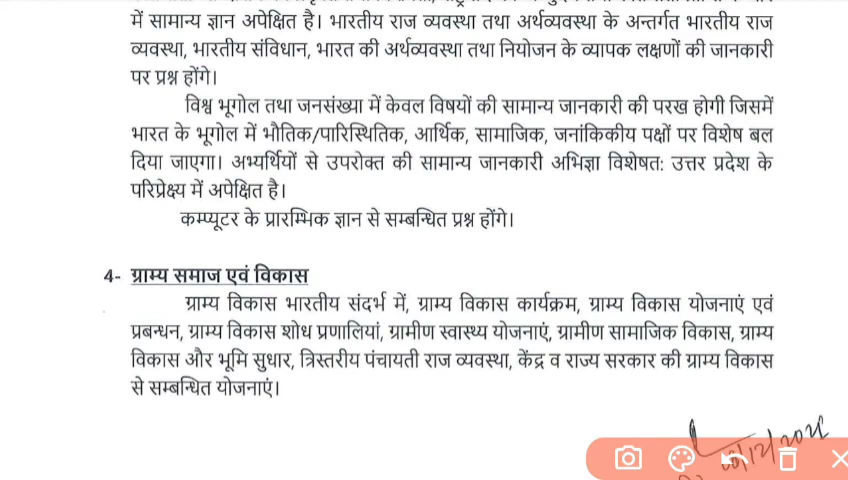 में सामान्य ज्ञान अपेक्षित है। भारतीय राज व्यवस्था तथा अर्थव्यवस्था के अन्तर्गत भारतीय राज
व्यवस्था, भारतीय संविधान, भारत की अर्थव्यवस्था तथा नियोजन के व्यापक लक्षणों की जानकारी
पर प्रश्न होंगे।
विश्व भूगोल तथा जनसंख्या में केवल विषयों की सामान्य जानकारी की परख होगी जिसमें
भारत के भूगोल में भौतिक/पारिस्थितिक, आर्थिक, सामाजिक, जनांकिकीय पक्षों पर विशेष बल
दिया जाएगा। अभ्यर्थियों से उपरोक्त की सामान्य जानकारी अभिज्ञा विशेषत: उत्तर प्रदेश के
परिप्रेक्ष्य में अपेक्षित है।
कम्प्यूटर के प्रारम्भिक ज्ञान से सम्बन्धित प्रश्न होंगे।
4- ग्राम्य समाज एवं विकास
ग्राम्य विकास भारतीय संदर्भ में, ग्राम्य विकास कार्यक्रम, ग्राम्य विकास योजनाएं एवं
प्रबन्धन, ग्राम्य विकास शोध प्रणालियां, ग्रामीण स्वास्थ्य योजनाएं, ग्रामीण सामाजिक विकास, ग्राम्य
विकास और भूमि सुधार, त्रिस्तरीय पंचायती राज व्यवस्था, केंद्र व राज्य सरकार की ग्राम्य विकास
से सम्बन्धित योजनाएं।